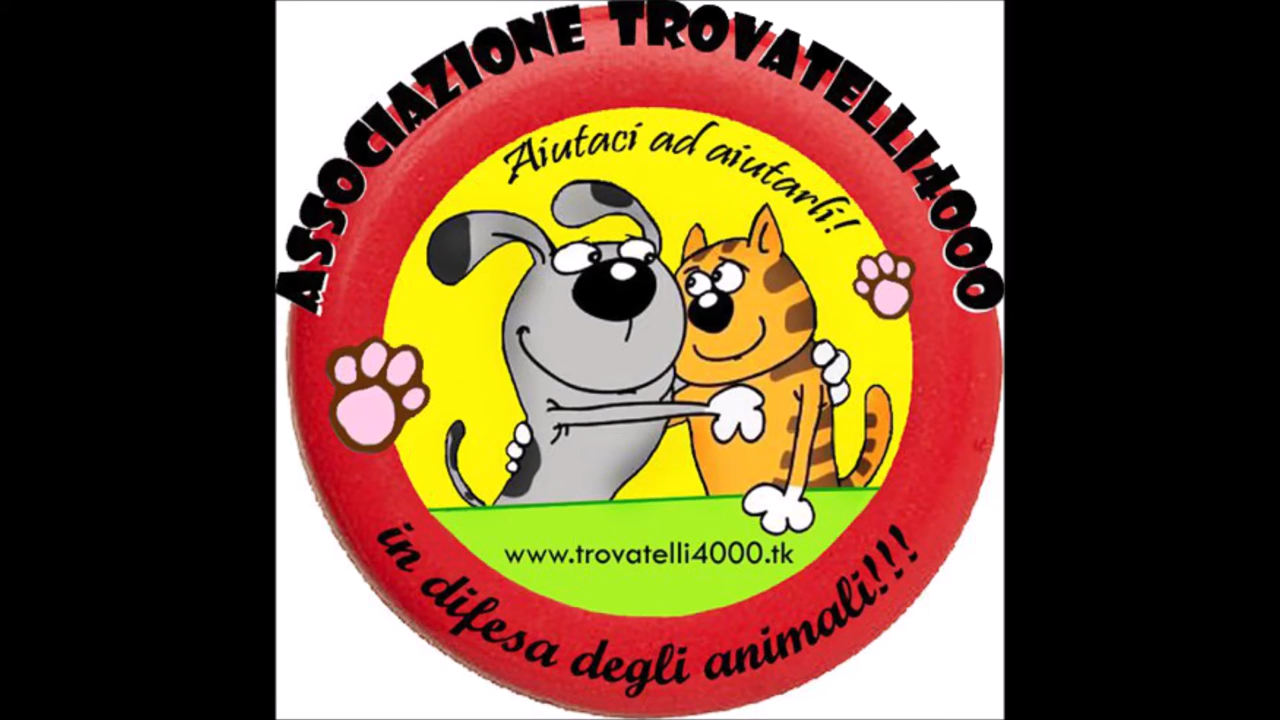 ASSOCIAZIONE TROVATELLI4000
Aiutaci ad aiutarli!
www.trovatelli4000.tk
in difesa degli animali!!!